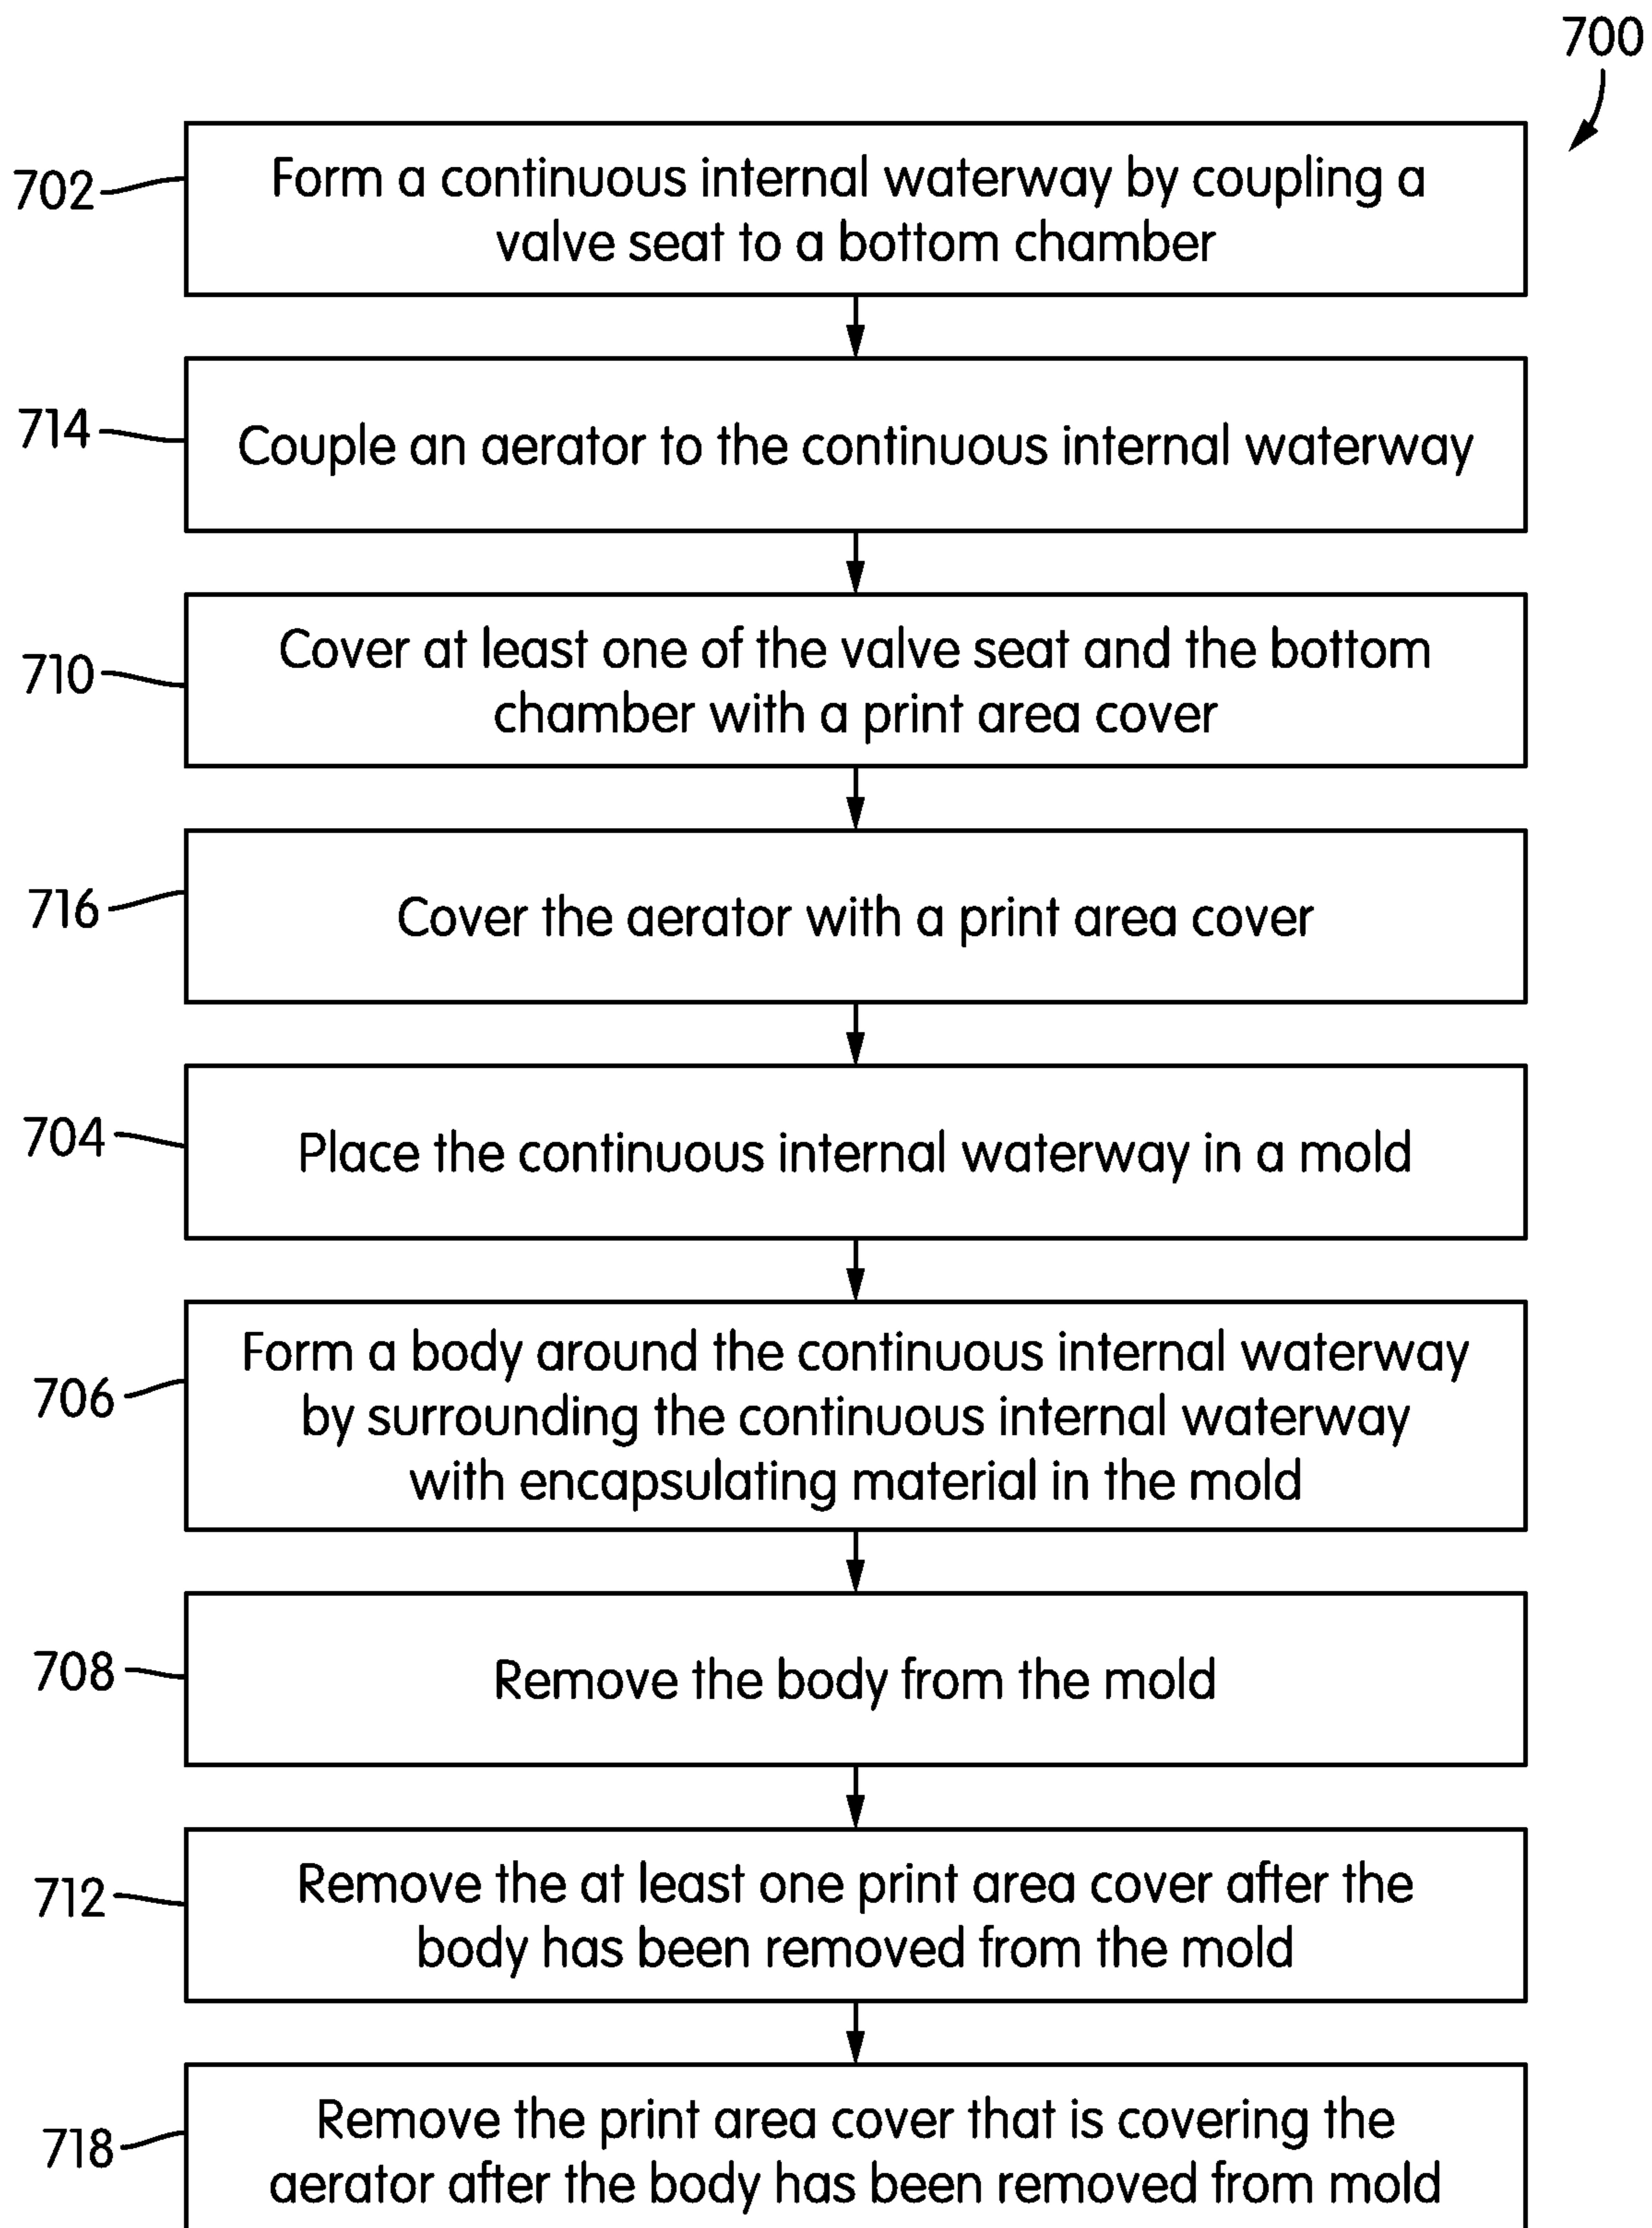 700
702
Form a continuous internal waterway by coupling a
valve seat to a bottom chamber
714
Couple an aerator to the continuous internal waterway
710
Cover at least one of the valve seat and the bottom
chamber with a print area cover
716
Cover the aerator with a print area cover
704
Place the continuous internal waterway in a mold
706
Form a body around the continuous internal waterway
by surrounding the continuous internal waterway
with encapsulating material in the mold
708
Remove the body from the mold
712
Remove the at least one print area cover after the
body has been removed from the mold
718
Remove the print area cover that is covering the
aerator after the body has been removed from mold